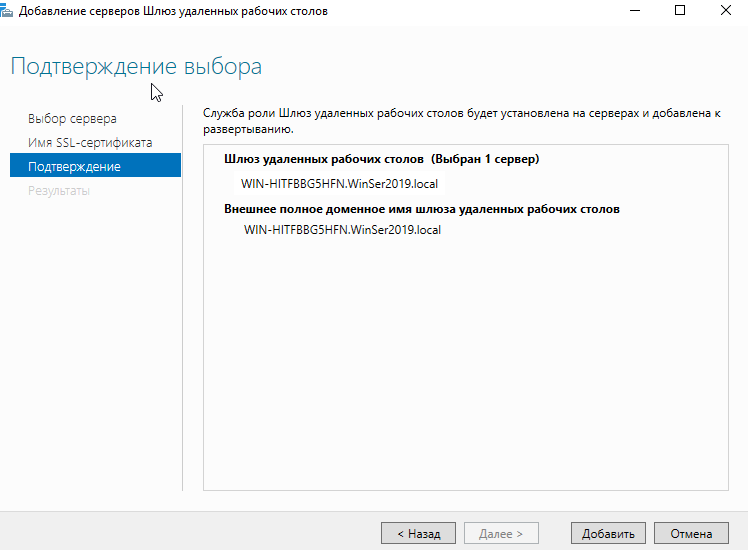 Добавление серверов Шлюз удаленных рабочих столов
Подтверждение выбора
Выбор сервера
Имя SSL-сертификата
Подтверждение
Результаты
Служба роли Шлюз удаленных рабочих столов будет установлена на серверах и добавлена к
развертыванию.
Шлюз удаленных рабочих столов (Выбран 1 сервер)
WIN-HITFBBG5HFN.WinSer2019.local
Внешнее полное доменное имя шлюза удаленных рабочих столов
WIN-HITFBBG5HFN.WinSer2019.local
< Назад
Далее >
Добавить
Отмена